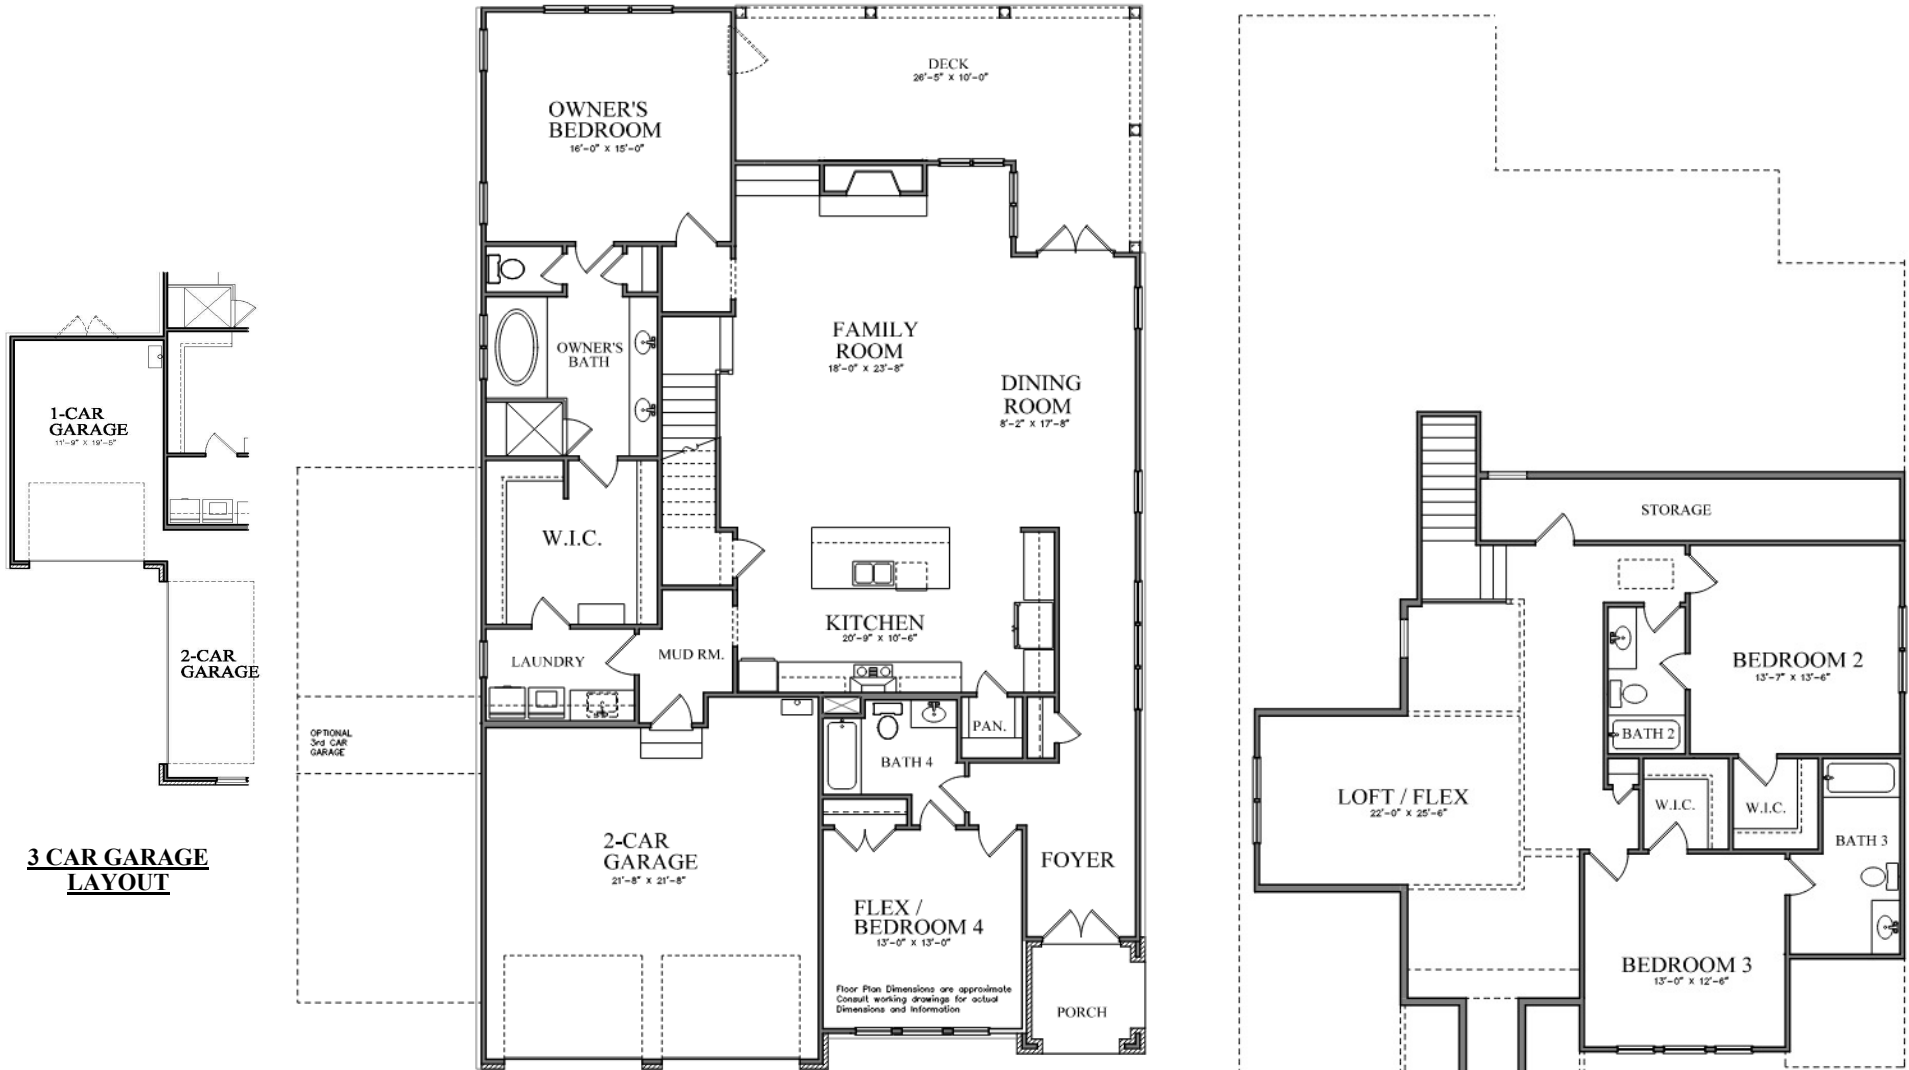 1-CAR
GARAGE
11'-9" X 19'-5"
2-CAR
GARAGE
3 CAR GARAGE
LAYOUT
OPTIONAL
3rd CAR
GARAGE
DECK
26'-5" X 10'-0"
OWNER'S
BEDROOM
16'-0" X 15'-0"
OWNER'S
BATH
FAMILY
ROOM
18'-0" X 23'-8"
DINING
ROOM
8'-2" X 17'-8"
W.I.C.
KITCHEN
20'-9" X 10'-6"
LAUNDRY
MUD RM.
PAN.
BATH 4
2-CAR
GARAGE
21'-8" X 21'-8"
FOYER
FLEX /
BEDROOM 4
13'-0" X 13'-0"
Floor Plan Dimensions are approximate
Consult working drawings for actual
Dimensions and Information
PORCH
STORAGE
BEDROOM 2
13'-7" X 13'-6"
BATH 2
LOFT / FLEX
22'-0" X 25'-6"
W.I.C.
W.I.C.
BATH 3
BEDROOM 3
13'-0" X 12'-6"